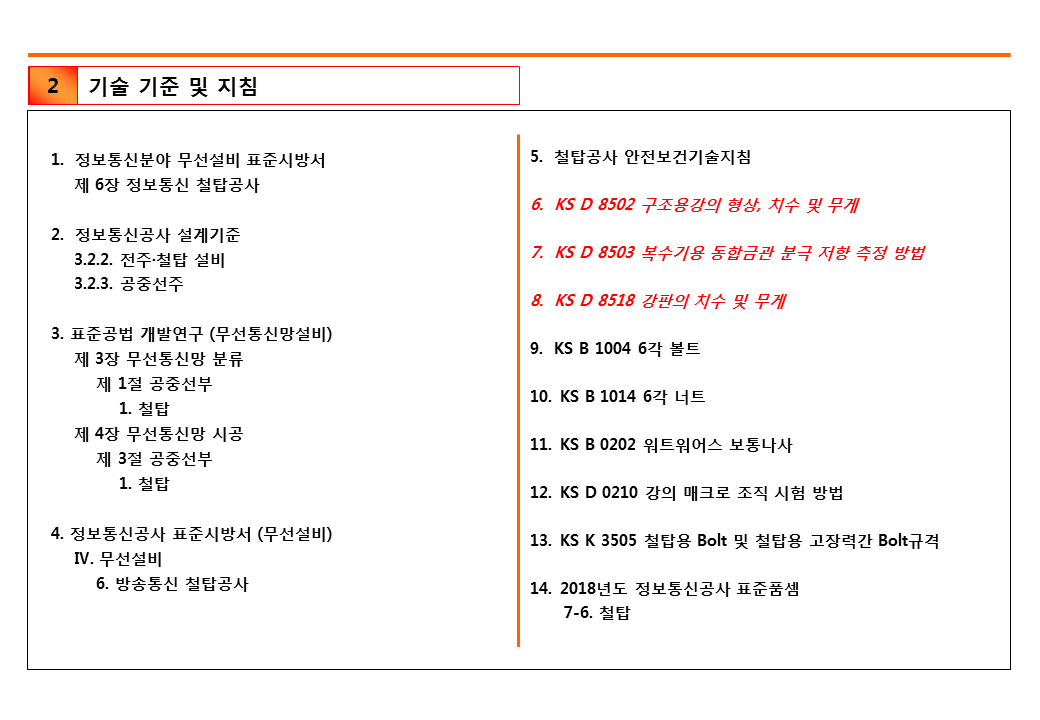 2 기술 기준 및 지침
1. 정보통신분야 무선설비 표준시방서
제 6장 정보통신 철탑공사
2. 정보통신공사 설계기준
3.2.2. 전주·철탑 설비
3.2.3. 공중선주
3. 표준공법 개발연구 (무선통신망설비)
제 3장 무선통신망 분류
제 1절 공중선부
1. 철탑
제 4장 무선통신망 시공
제 3절 공중선부
1. 철탑
4. 정보통신공사 표준시방서 (무선설비)
Ⅳ. 무선설비
6. 방송통신 철탑공사
5. 철탑공사 안전보건기술지침
6. KS D 8502 구조용강의 형상, 치수 및 무게
7. KS D 8503 복수기용 동합금관 분극 저항 측정 방법
8. KS D 8518 강판의 치수 및 무게
9. KS B 1004 6각 볼트
10. KS B 1014 6각 너트
11. KS B 0202 워트워어스 보통나사
12. KS D 0210 강의 매크로 조직 시험 방법
13. KS K 3505 철탑용 Bolt 및 철탑용 고장력간 Bolt규격
14. 2018년도 정보통신공사 표준품셈
7-6. 철탑